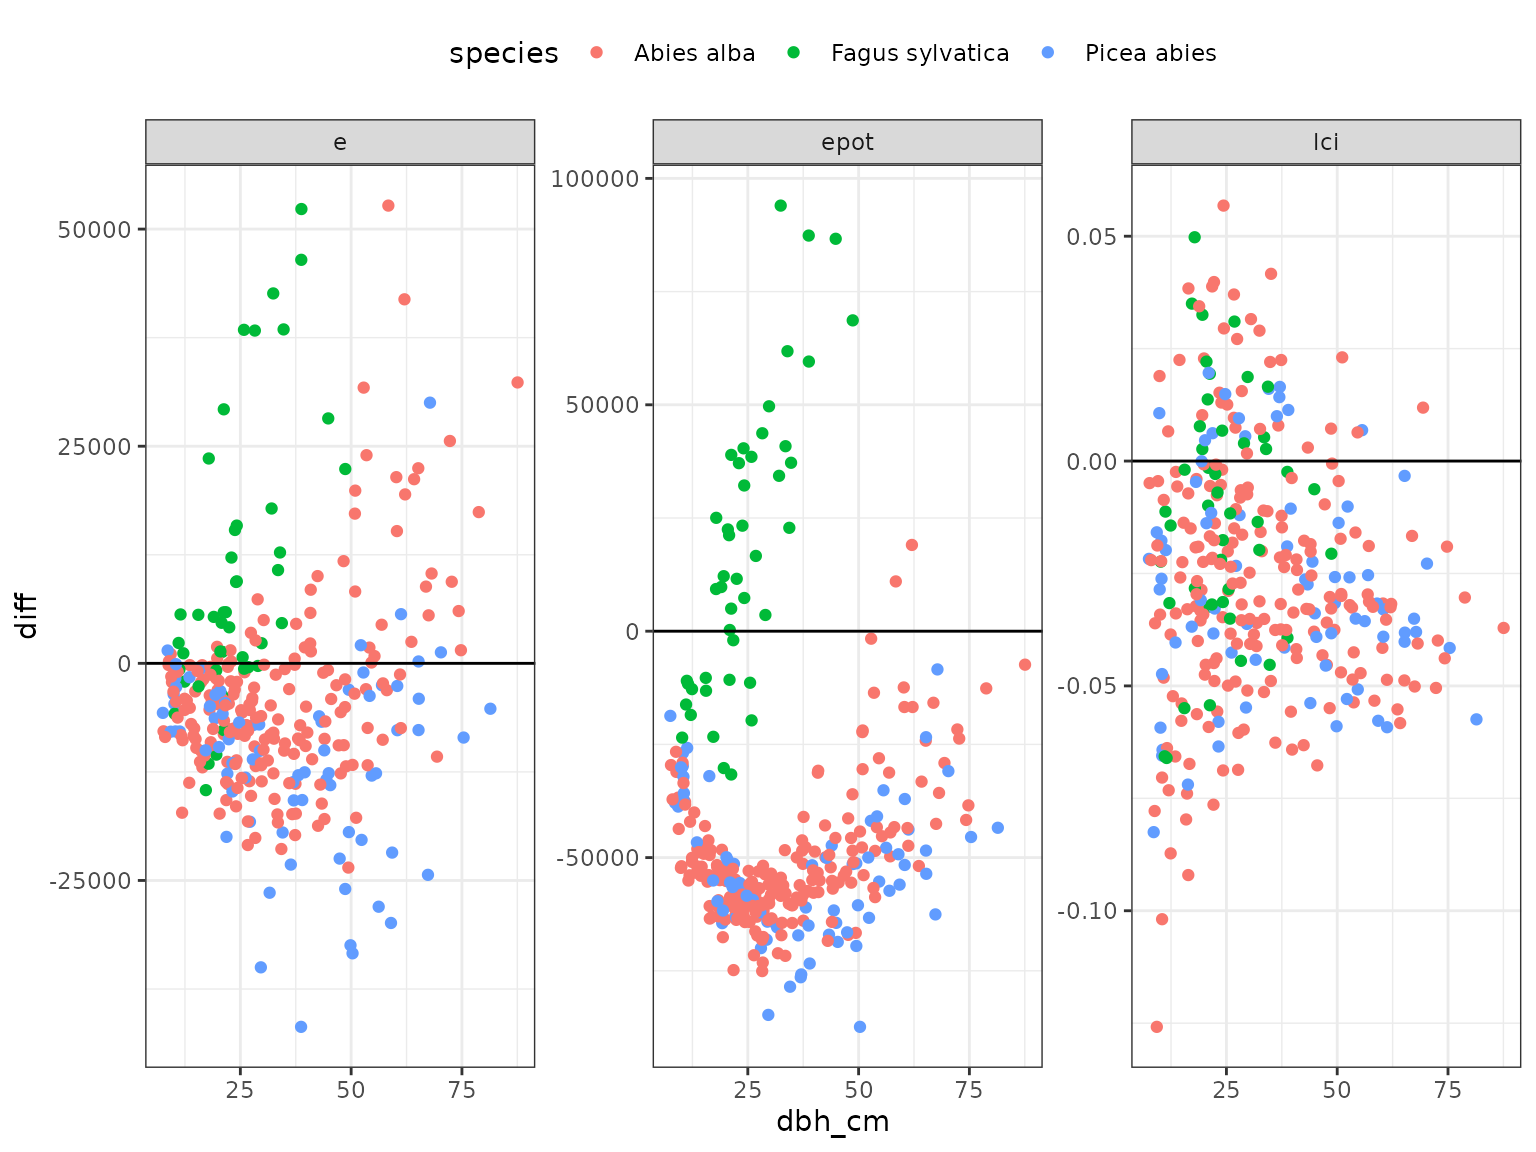 species Abies alba Fagus sylvatica Picea abies
e epot lci
diff
50000
25000
0
-25000
100000
50000
0
-50000
0.05
0.00
-0.05
-0.10
25 50 75 25 50 75 25 50 75
dbh_cm